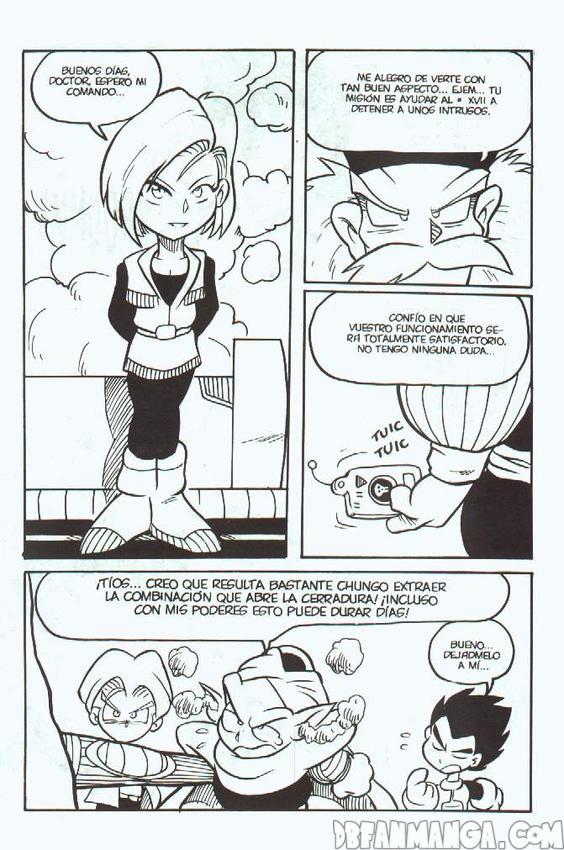 BUENOS DÍAS,
DOCTOR, ESPERO MI
COMANDO...
ME ALEGRO DE VERTE CON
TAN BUEN ASPECTO... EJEM... TU
MISIÓN ES AYUDAR AL Nº XVII A
DETENER A UNOS INTRUSOS.
CONFÍO EN QUE
VUESTRO FUNCIONAMIENTO SE-
RÁ TOTALMENTE SATISFACTORIO.
NO TENGO NINGUNA DUDA...
TUIC
TUIC
¡TÍOS... CREO QUE RESULTA BASTANTE CHUNGO EXTRAER
LA COMBINACIÓN QUE ABRE LA CERRADURA! ¡INCLUSO
CON MIS PODERES ESTO PUEDE DURAR DÍAS!
BUENO...
DEJÁDMELO
A MÍ...
DBFANMANGA.COM